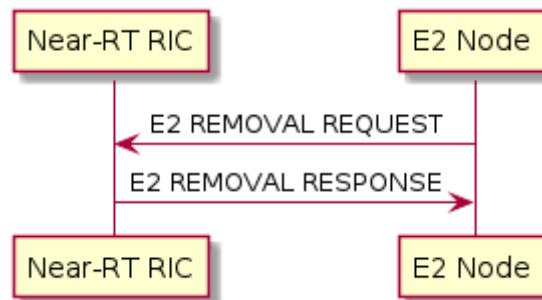 Near-RT RIC
E2 Node
E2 REMOVAL REQUEST
E2 REMOVAL RESPONSE
Near-RT RIC
E2 Node